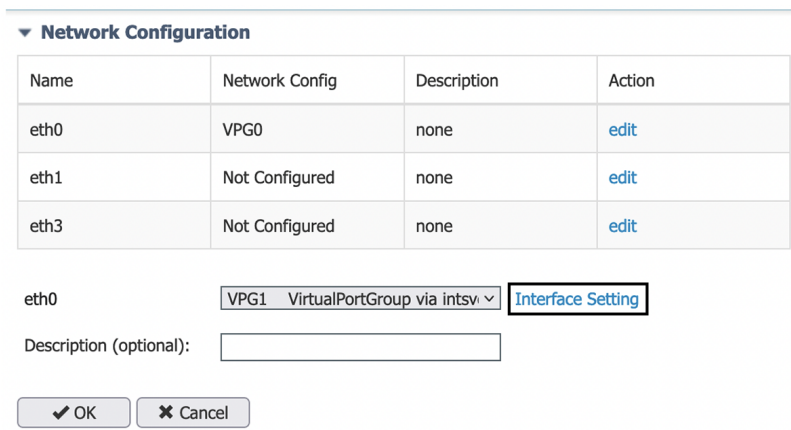 Network Configuration
Name Network Config Description Action
eth0 VPG0 none edit
eth1 Not Configured none edit
eth3 Not Configured none edit
eth0 VPG1 VirtualPortGroup via intsv Interface Setting
Description (optional):
OK Cancel